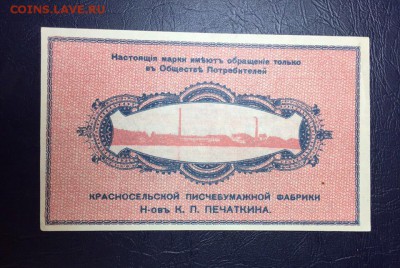 COINS.LAVE.RU
Настоящія марки имѣютъ обращеніе только
въ Обществѣ Потребителей
КРАСНОСЕЛЬСКОЙ ПИСЧЕБУМАЖНОЙ ФАБРИКИ
Н-овъ К. П. ПЕЧАТКИНА.